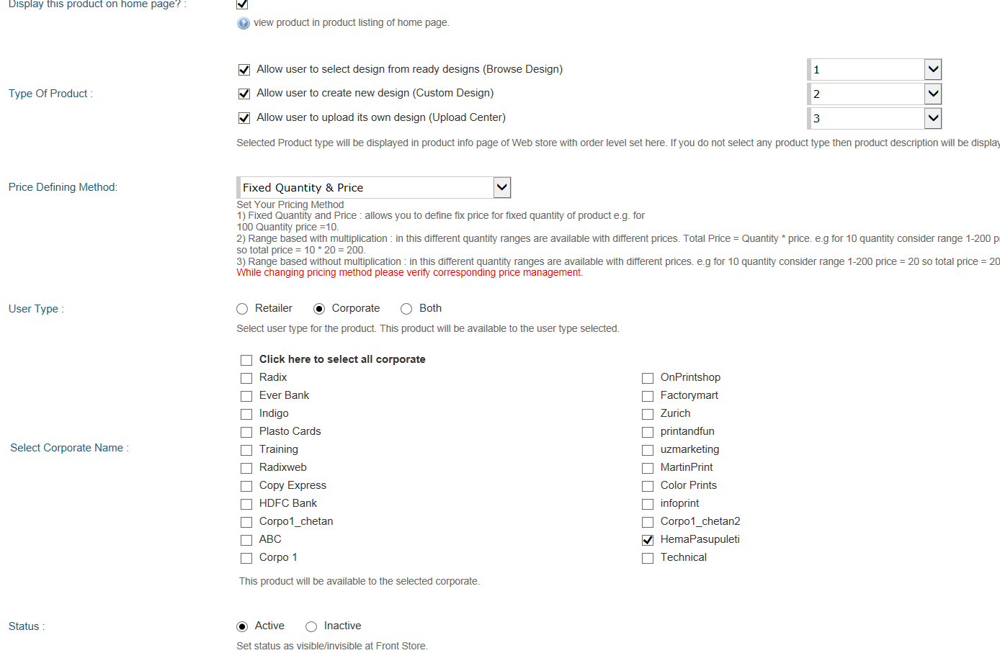 Display this product on home page? :
view product in product listing of home page.
Type Of Product :
Allow user to select design from ready designs (Browse Design)
1
Allow user to create new design (Custom Design)
2
Allow user to upload its own design (Upload Center)
3
Selected Product type will be displayed in product info page of Web store with order level set here. If you do not select any product type then product description will be display
Price Defining Method:
Fixed Quantity & Price
Set Your Pricing Method
1) Fixed Quantity and Price : allows you to define fix price for fixed quantity of product e.g. for
100 Quantity price =10.
2) Range based with multiplication : in this different quantity ranges are available with different prices. Total Price = Quantity * price. e.g for 10 quantity consider range 1-200
so total price = 10 * 20 = 200.
3) Range based without multiplication : in this different quantity ranges are available with different prices. e.g for 10 quantity consider range 1-200 price = 20 so total price = 20
While changing pricing method please verify corresponding price management.
User Type :
Retailer Corporate Both
Select user type for the product. This product will be available to the user type selected.
Select Corporate Name :
Click here to select all corporate
Radix OnPrintshop
Ever Bank Factorymart
Indigo Zurich
Plasto Cards printandfun
Training uzmarketing
Radixweb MartinPrint
Copy Express Color Prints
HDFC Bank infoprint
Corpo1_chetan Corpo1_chetan2
ABC HemaPasupuleti
Corpo 1 Technical
This product will be available to the selected corporate.
Status :
Active Inactive
Set status as visible/invisible at Front Store.